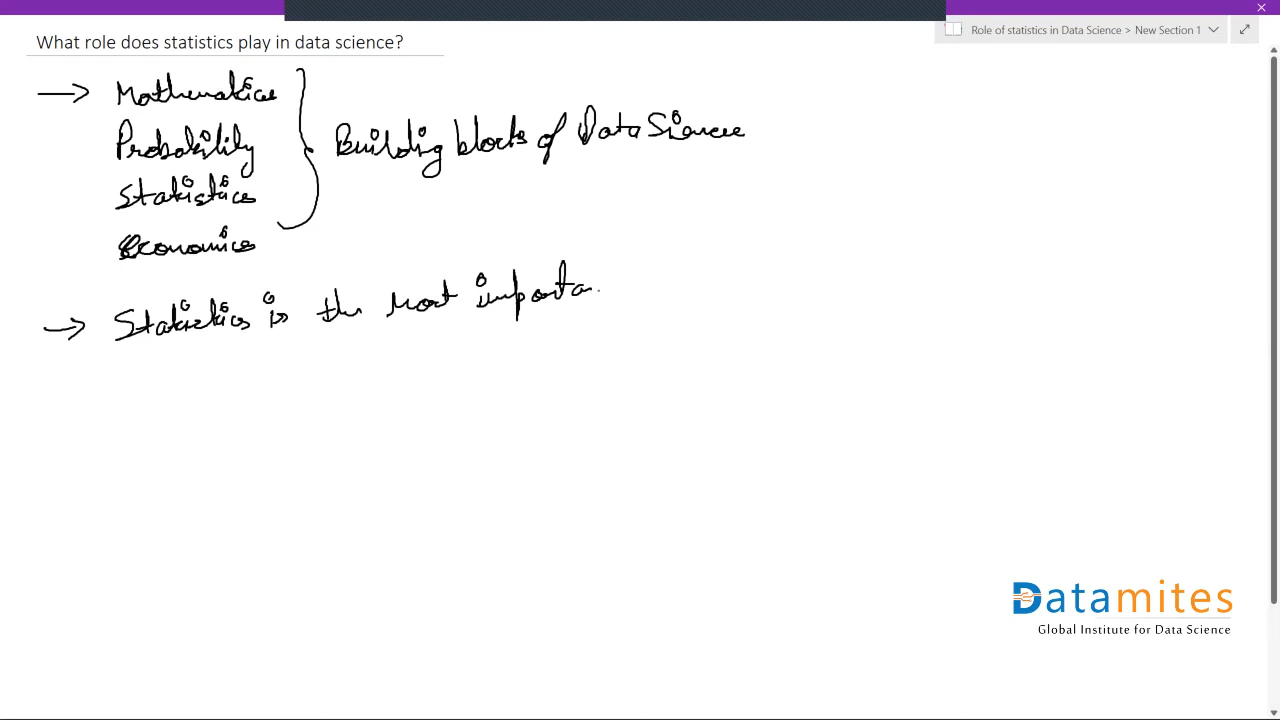 Role of statistics in Data Science > New Section 1
What role does statistics play in data science?
→ Mathematics
Probability
Statistics
Economics
Building blocks of Data Science
→ Statistics is the most importa
Datamites
Global Institute for Data Science